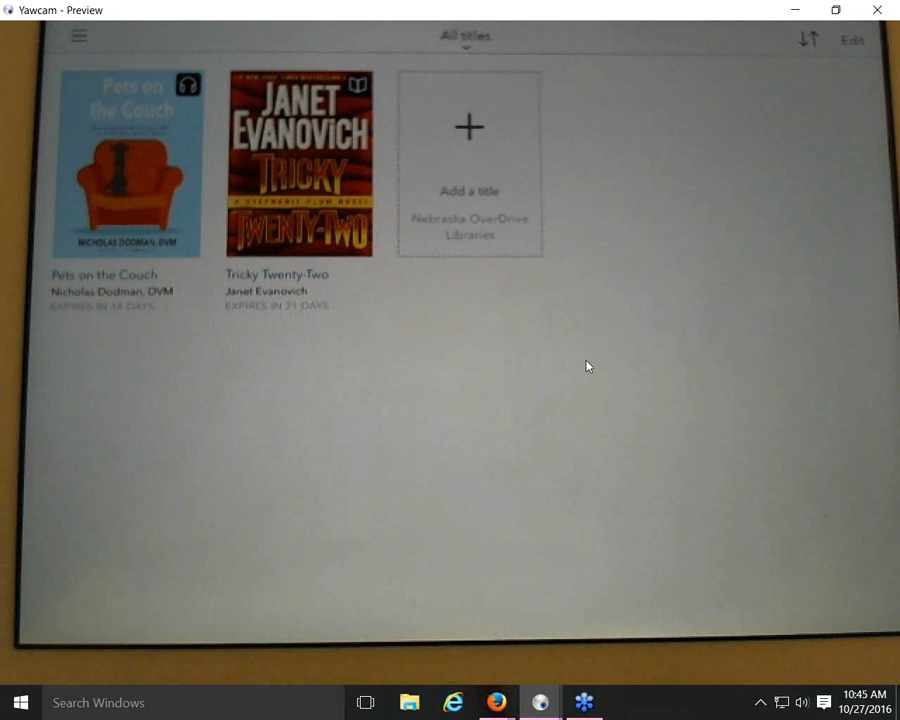 Yawcam - Preview
All titles
Edit
Pets on
the Couch
NICHOLAS DODMAN, DVM
JANET
EVANOVICH
TRICKY
A STEPHANIE PLUM NOVEL
TWENTY-TWO
Add a title
Nebraska OverDrive
Libraries
Pets on the Couch
Nicholas Dodman, DVM
EXPIRES IN 14 DAYS
Tricky Twenty-Two
Janet Evanovich
EXPIRES IN 21 DAYS
Search Windows
10:45 AM
10/27/2016